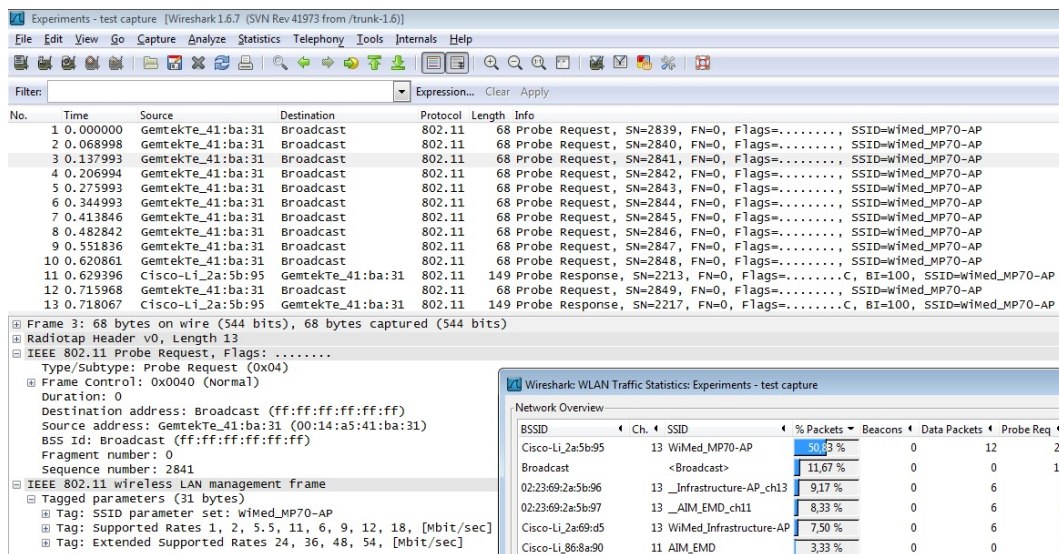 Experiments - test capture [Wireshark 1.6.7 (SVN Rev 41973 from /trunk-1.6)]
File Edit View Go Capture Analyze Statistics Telephony Tools Internals Help
Filter: Expression... Clear Apply
No. Time Source Destination Protocol Length Info
1 0.000000 GemtekTe_41:ba:31 Broadcast 802.11 68 Probe Request, SN=2839, FN=0, Flags=........, SSID=WiMed_MP70-AP
2 0.068998 GemtekTe_41:ba:31 Broadcast 802.11 68 Probe Request, SN=2840, FN=0, Flags=........, SSID=WiMed_MP70-AP
3 0.137993 GemtekTe_41:ba:31 Broadcast 802.11 68 Probe Request, SN=2841, FN=0, Flags=........, SSID=WiMed_MP70-AP
4 0.206994 GemtekTe_41:ba:31 Broadcast 802.11 68 Probe Request, SN=2842, FN=0, Flags=........, SSID=WiMed_MP70-AP
5 0.275993 GemtekTe_41:ba:31 Broadcast 802.11 68 Probe Request, SN=2843, FN=0, Flags=........, SSID=WiMed_MP70-AP
6 0.344993 GemtekTe_41:ba:31 Broadcast 802.11 68 Probe Request, SN=2844, FN=0, Flags=........, SSID=WiMed_MP70-AP
7 0.413846 GemtekTe_41:ba:31 Broadcast 802.11 68 Probe Request, SN=2845, FN=0, Flags=........, SSID=WiMed_MP70-AP
8 0.482842 GemtekTe_41:ba:31 Broadcast 802.11 68 Probe Request, SN=2846, FN=0, Flags=........, SSID=WiMed_MP70-AP
9 0.551836 GemtekTe_41:ba:31 Broadcast 802.11 68 Probe Request, SN=2847, FN=0, Flags=........, SSID=WiMed_MP70-AP
10 0.620861 GemtekTe_41:ba:31 Broadcast 802.11 68 Probe Request, SN=2848, FN=0, Flags=........, SSID=WiMed_MP70-AP
11 0.629396 Cisco-Li_2a:5b:95 GemtekTe_41:ba:31 802.11 149 Probe Response, SN=2213, FN=0, Flags=........C, BI=100, SSID=WiMed_MP70-AP
12 0.715968 GemtekTe_41:ba:31 Broadcast 802.11 68 Probe Request, SN=2849, FN=0, Flags=........, SSID=WiMed_MP70-AP
13 0.718067 Cisco-Li_2a:5b:95 GemtekTe_41:ba:31 802.11 149 Probe Response, SN=2217, FN=0, Flags=........C, BI=100, SSID=WiMed_MP70-AP
Frame 3: 68 bytes on wire (544 bits), 68 bytes captured (544 bits)
Radiotap Header v0, Length 13
IEEE 802.11 Probe Request, Flags: ........
Type/Subtype: Probe Request (0x04)
Frame Control: 0x0040 (Normal)
Duration: 0
Destination address: Broadcast (ff:ff:ff:ff:ff:ff)
Source address: GemtekTe_41:ba:31 (00:14:a5:41:ba:31)
BSS Id: Broadcast (ff:ff:ff:ff:ff:ff)
Fragment number: 0
Sequence number: 2841
IEEE 802.11 wireless LAN management frame
Tagged parameters (31 bytes)
Tag: SSID parameter set: WiMed_MP70-AP
Tag: Supported Rates 1, 2, 5.5, 11, 6, 9, 12, 18, [Mbit/sec]
Tag: Extended Supported Rates 24, 36, 48, 54, [Mbit/sec]
Wireshark: WLAN Traffic Statistics: Experiments - test capture
Network Overview
BSSID Ch. SSID % Packets Beacons Data Packets Probe Req
Cisco-Li_2a:5b:95 13 WiMed_MP70-AP 50,83 % 0 12 2
Broadcast <Broadcast> 11,67 % 0 0 1
02:23:69:2a:5b:96 13 __Infrastructure-AP_ch13 9,17 % 0 6
02:23:69:2a:5b:97 13 __AIM_EMD_ch11 8,33 % 0 6
Cisco-Li_2a:69:d5 13 WiMed_Infrastructure-AP 7,50 % 0 6
Cisco-Li_86:8a:90 11 AIM_EMD 3,33 % 0 0